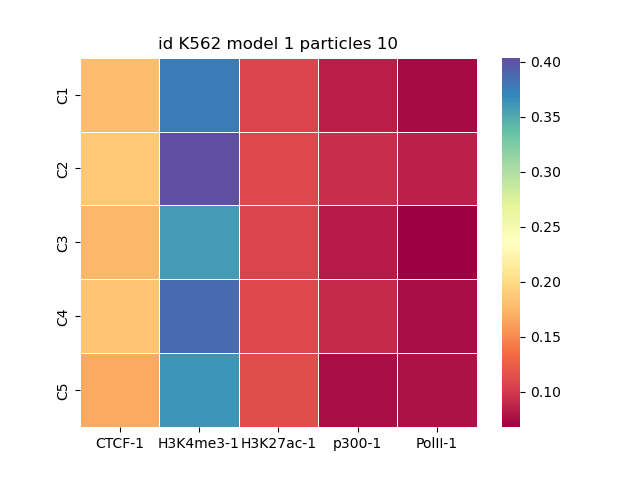 id K562 model 1 particles 10
C1
C2
C3
C4
C5
CTCF-1 H3K4me3-1 H3K27ac-1 p300-1 PolII-1
0.40
0.35
0.30
0.25
0.20
0.15
0.10